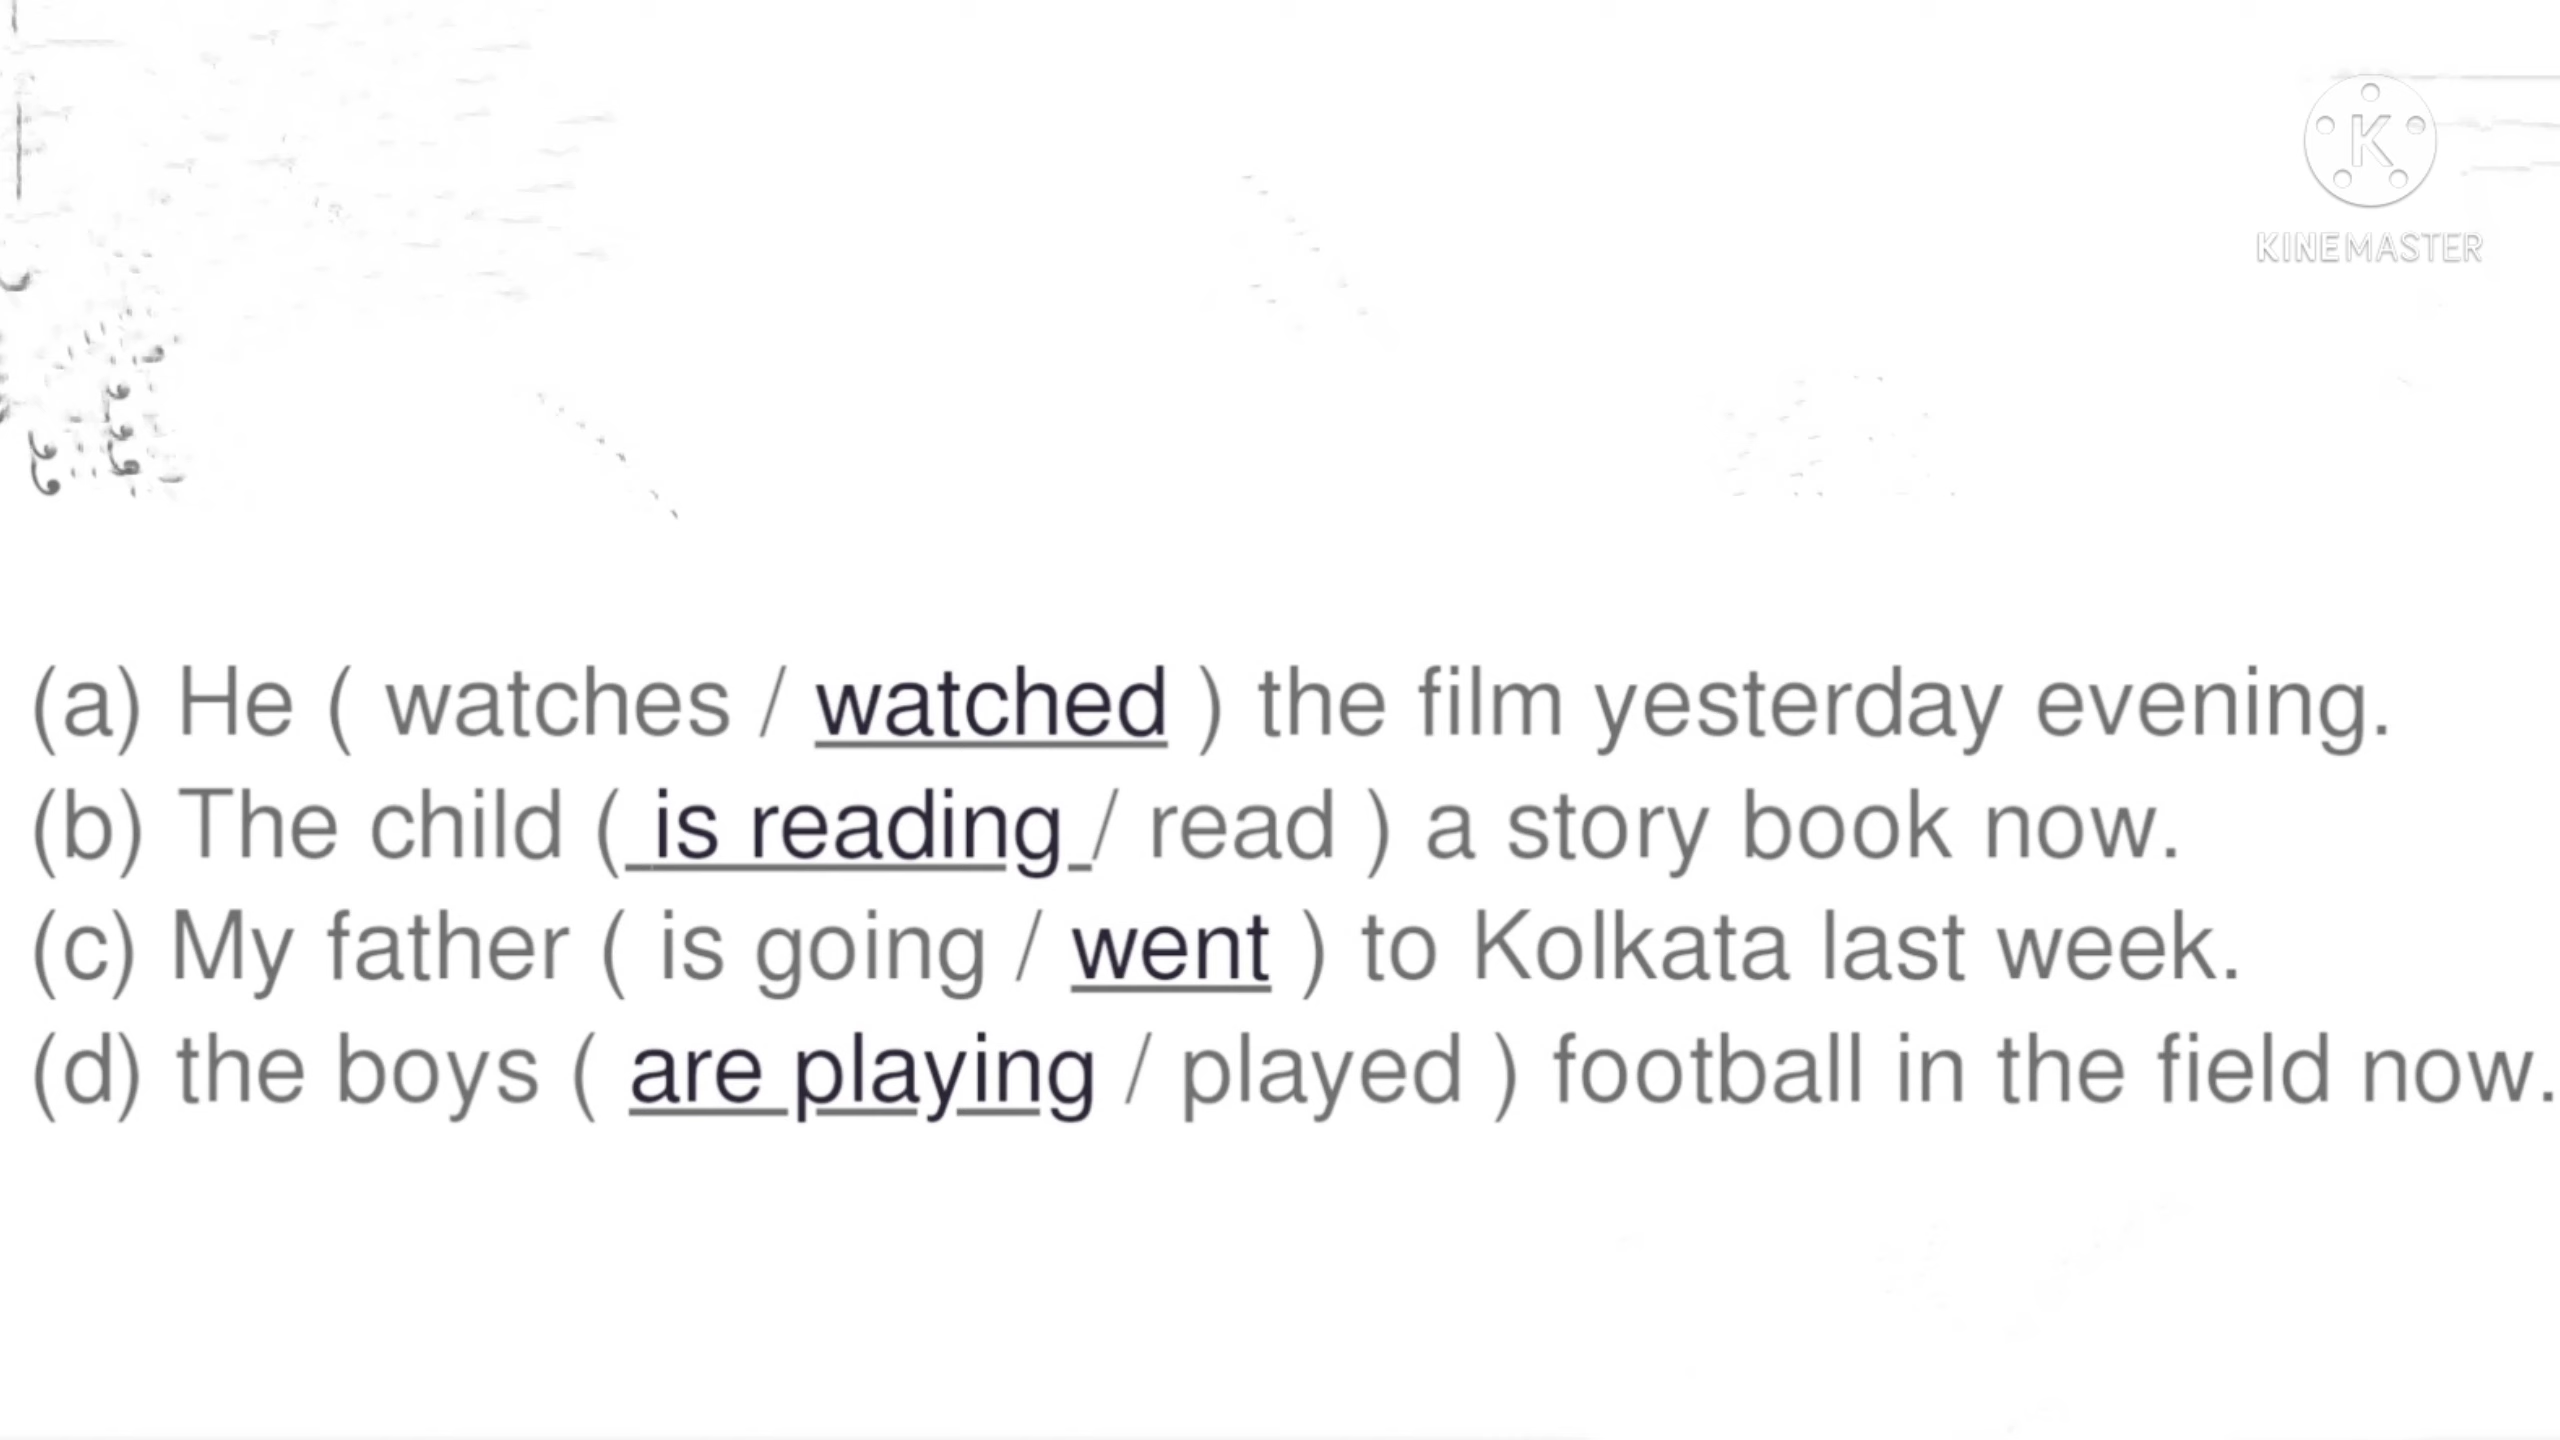 KINEMASTER
(a) He ( watches / watched ) the film yesterday evening.
(b) The child ( is reading / read ) a story book now.
(c) My father ( is going / went ) to Kolkata last week.
(d) the boys ( are playing / played ) football in the field now.